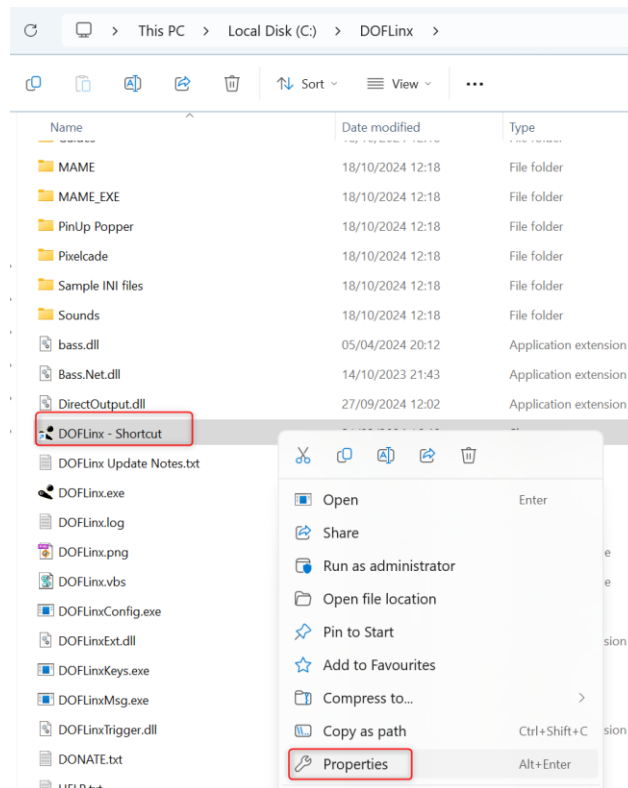 This PC > Local Disk (C:) > DOFLinx >
Sort View ...
Name Date modified Type
MAME 18/10/2024 12:18 File folder
MAME_EXE 18/10/2024 12:18 File folder
PinUp Popper 18/10/2024 12:18 File folder
Pixelcade 18/10/2024 12:18 File folder
Sample INI files 18/10/2024 12:18 File folder
Sounds 18/10/2024 12:18 File folder
bass.dll 05/04/2024 20:12 Application extension
Bass.Net.dll 14/10/2023 21:43 Application extension
DirectOutput.dll 27/09/2024 12:02 Application extension
DOFLinx - Shortcut
DOFLinx Update Notes.txt
DOFLinx.exe
Open Enter
DOFLinx.log
Share
DOFLinx.png
Run as administrator
DOFLinx.vbs
Open file location
DOFLinxConfig.exe
Pin to Start
DOFLinxExt.dll
Add to Favourites
DOFLinxKeys.exe
Compress to... >
DOFLinxMsg.exe
DOFLinxTrigger.dll
Copy as path Ctrl+Shift+C
DONATE.txt
Properties Alt+Enter